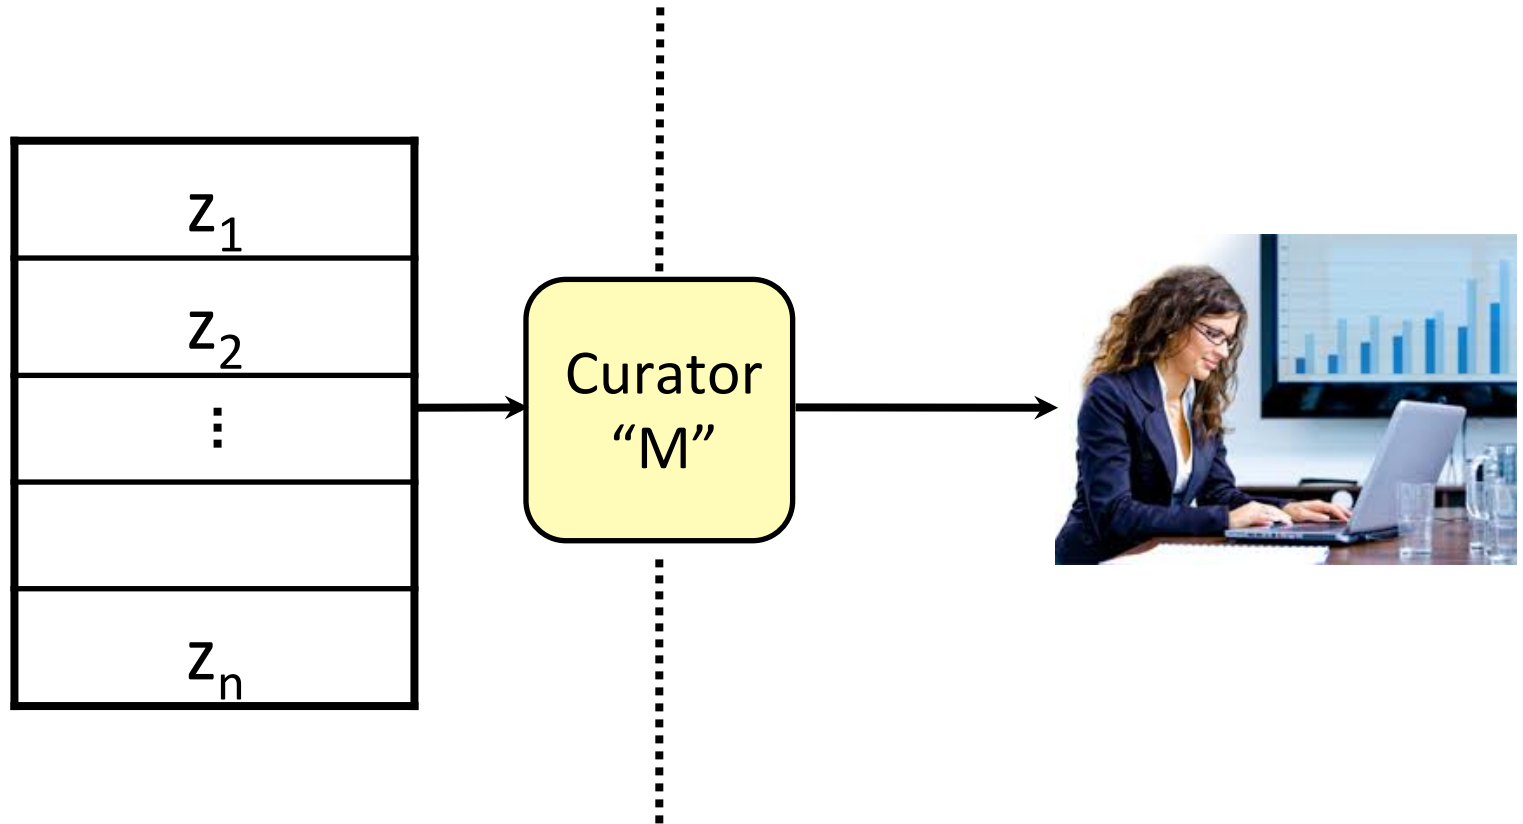 z₁
z₂
⋮
zₙ
Curator
“M”